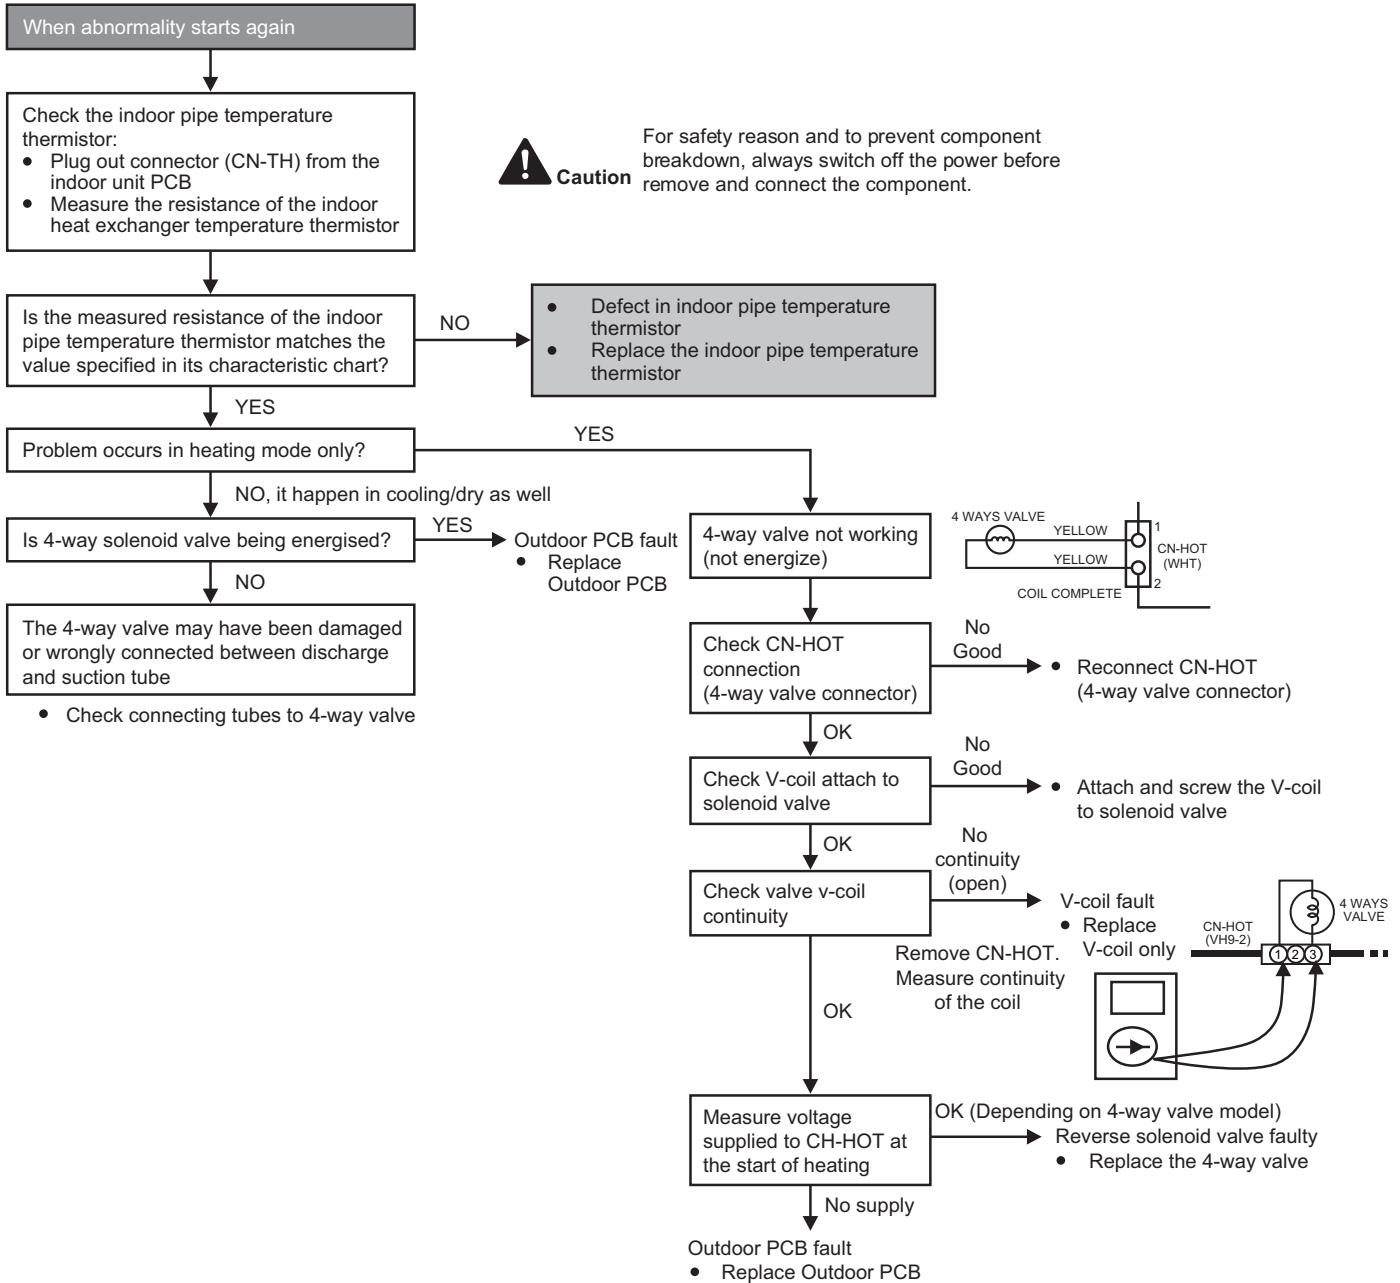 When abnormality starts again
Check the indoor pipe temperature
thermistor:
• Plug out connector (CN-TH) from the
indoor unit PCB
• Measure the resistance of the indoor
heat exchanger temperature thermistor
Caution
For safety reason and to prevent component
breakdown, always switch off the power before
remove and connect the component.
Is the measured resistance of the indoor
pipe temperature thermistor matches the
value specified in its characteristic chart?
NO
• Defect in indoor pipe temperature
thermistor
• Replace the indoor pipe temperature
thermistor
YES
Problem occurs in heating mode only?
YES
NO, it happen in cooling/dry as well
Is 4-way solenoid valve being energised?
YES
Outdoor PCB fault
• Replace
Outdoor PCB
NO
The 4-way valve may have been damaged
or wrongly connected between discharge
and suction tube
• Check connecting tubes to 4-way valve
4-way valve not working
(not energize)
4 WAYS VALVE
YELLOW
YELLOW
COIL COMPLETE
1
CN-HOT
(WHT)
2
Check CN-HOT
connection
(4-way valve connector)
No
Good
• Reconnect CN-HOT
(4-way valve connector)
OK
Check V-coil attach to
solenoid valve
No
Good
• Attach and screw the V-coil
to solenoid valve
OK
Check valve v-coil
continuity
No
continuity
(open)
V-coil fault
• Replace
V-coil only
Remove CN-HOT.
Measure continuity
of the coil
CN-HOT
(VH9-2)
4 WAYS
VALVE
1 2 3
OK
Measure voltage
supplied to CH-HOT at
the start of heating
OK (Depending on 4-way valve model)
Reverse solenoid valve faulty
• Replace the 4-way valve
No supply
Outdoor PCB fault
• Replace Outdoor PCB